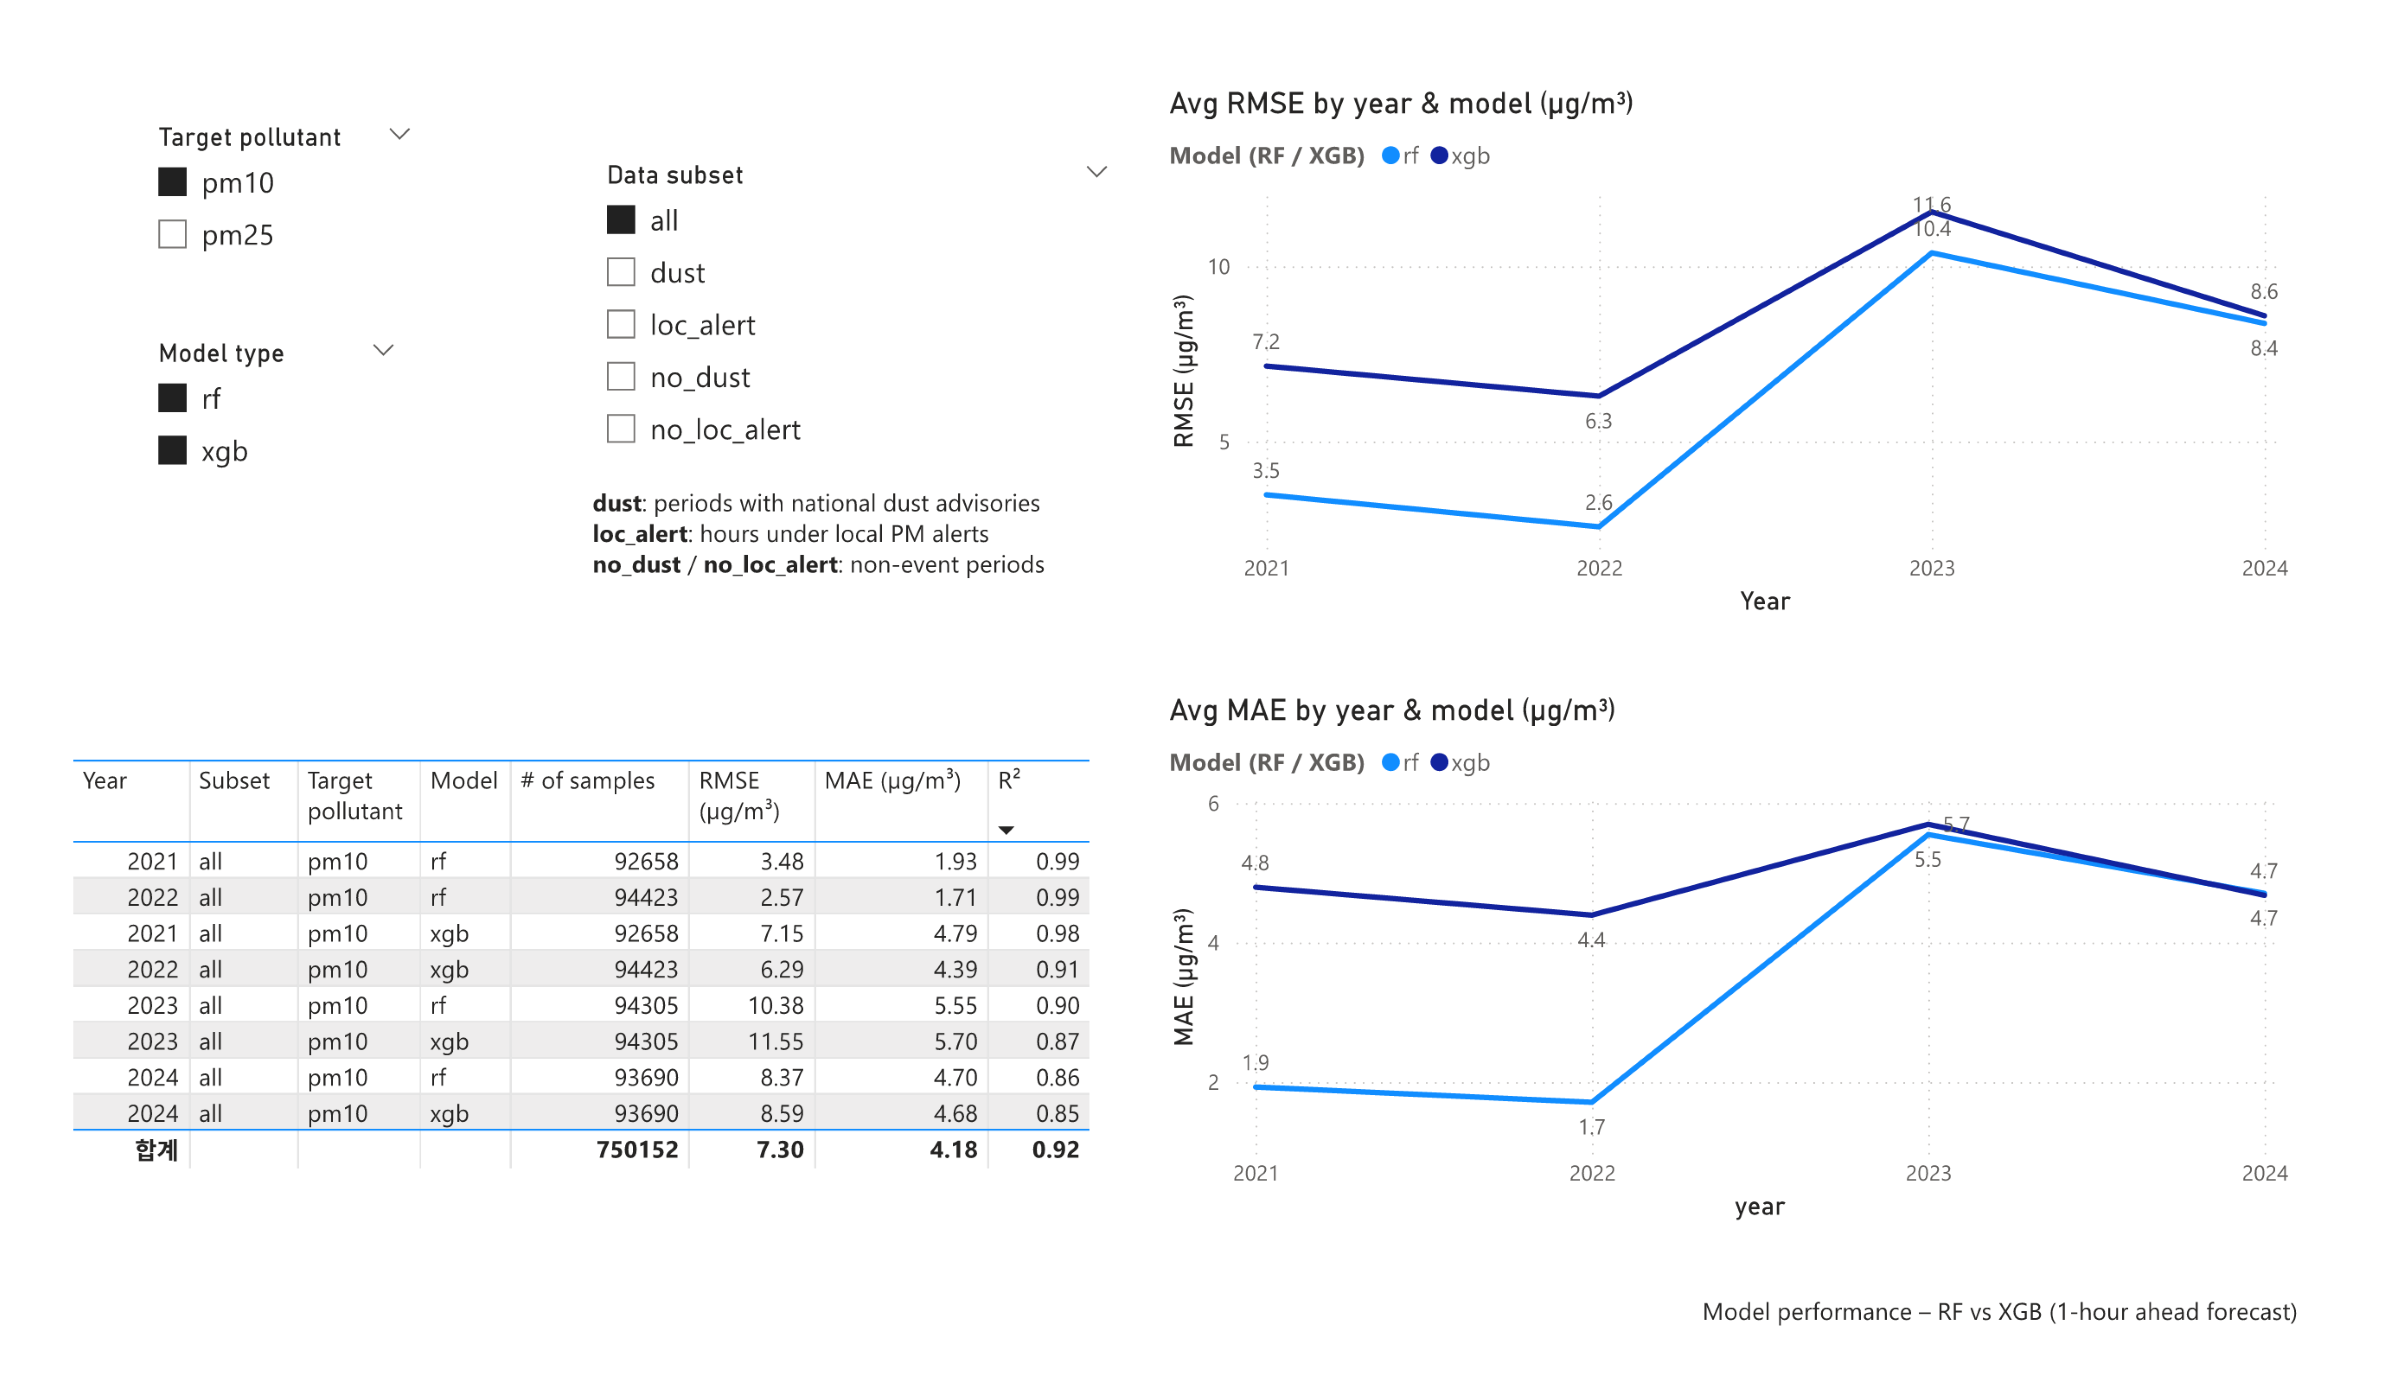 Target pollutant
pm10
pm25
Model type
rf
xgb
Data subset
all
dust
loc_alert
no_dust
no_loc_alert
dust: periods with national dust advisories
loc_alert: hours under local PM alerts
no_dust / no_loc_alert: non-event periods
Avg RMSE by year & model (μg/m³)
Model (RF / XGB) rf xgb
RMSE (μg/m³)
10
5
7.2
6.3
11.6
10.4
8.6
8.4
3.5
2.6
2021 2022 2023 2024
Year
Year Subset Target pollutant Model # of samples RMSE (μg/m³) MAE (μg/m³) R²
2021 all pm10 rf 92658 3.48 1.93 0.99
2022 all pm10 rf 94423 2.57 1.71 0.99
2021 all pm10 xgb 92658 7.15 4.79 0.98
2022 all pm10 xgb 94423 6.29 4.39 0.91
2023 all pm10 rf 94305 10.38 5.55 0.90
2023 all pm10 xgb 94305 11.55 5.70 0.87
2024 all pm10 rf 93690 8.37 4.70 0.86
2024 all pm10 xgb 93690 8.59 4.68 0.85
합계 750152 7.30 4.18 0.92
Avg MAE by year & model (μg/m³)
Model (RF / XGB) rf xgb
MAE (μg/m³)
6
4
2
4.8
4.4
5.7
5.5
4.7
4.7
1.9
1.7
2021 2022 2023 2024
year
Model performance – RF vs XGB (1-hour ahead forecast)